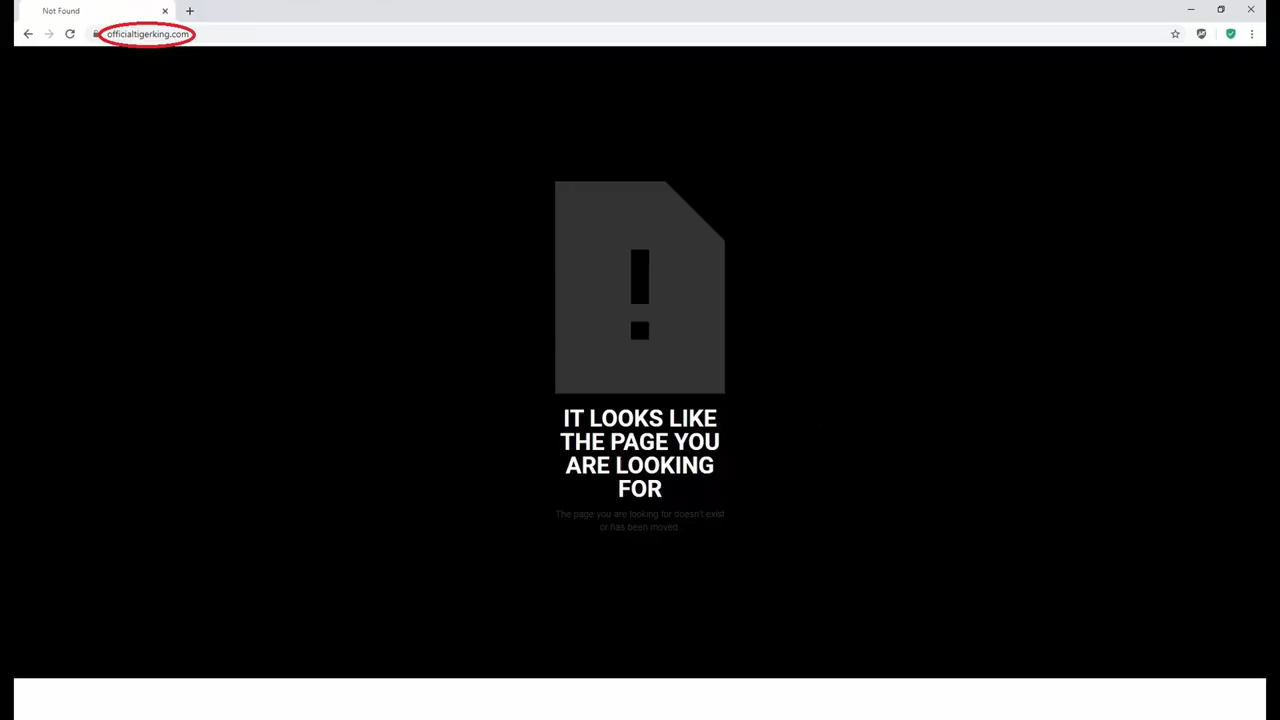 Not Found
officialtigerking.com
IT LOOKS LIKE
THE PAGE YOU
ARE LOOKING
FOR
The page you are looking for doesn't exist
or has been moved.